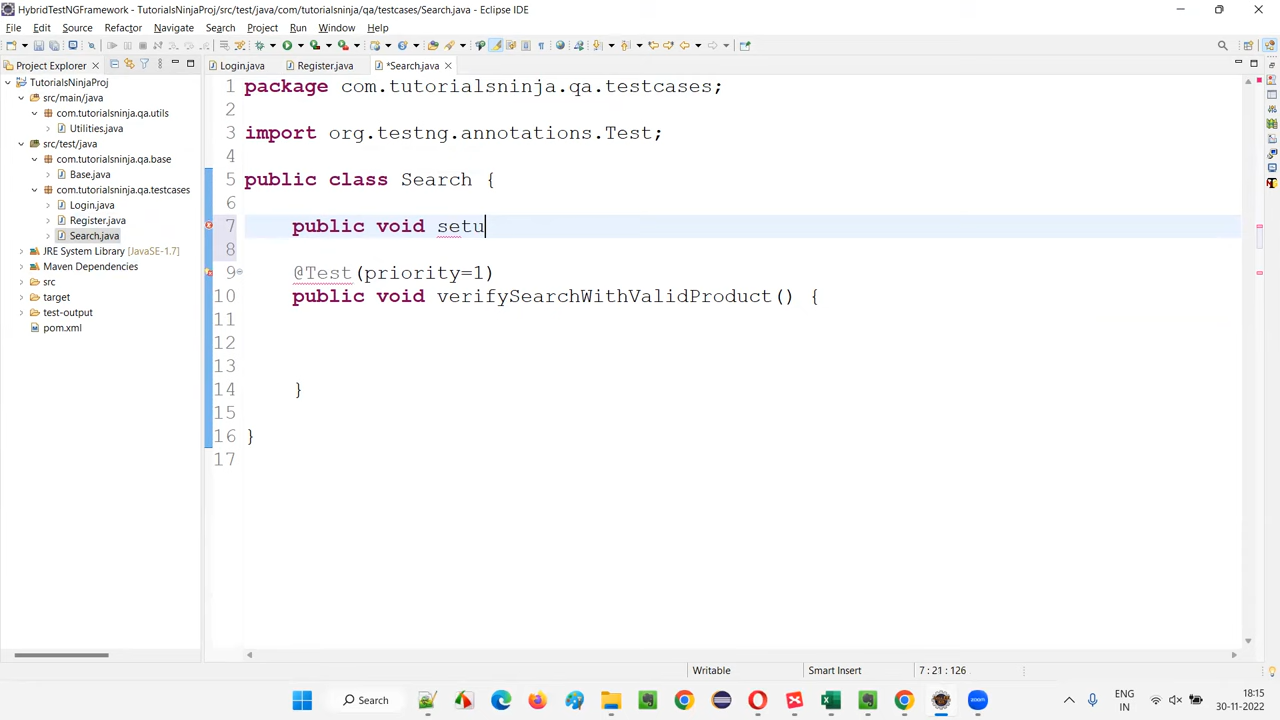 HybridTestNGFramework - TutorialsNinjaProj/src/test/java/com/tutorialsninja/qa/testcases/Search.java - Eclipse IDE
File Edit Source Refactor Navigate Search Project Run Window Help
Project Explorer
Login.java
Register.java
*Search.java
TutorialsNinjaProj
src/main/java
com.tutorialsninja.qa.utils
Utilities.java
src/test/java
com.tutorialsninja.qa.base
Base.java
com.tutorialsninja.qa.testcases
Login.java
Register.java
Search.java
JRE System Library [JavaSE-1.7]
Maven Dependencies
src
target
test-output
pom.xml
1 package com.tutorialsninja.qa.testcases;
2
3 import org.testng.annotations.Test;
4
5 public class Search {
6
7 public void setu
8
9 @Test(priority=1)
10 public void verifySearchWithValidProduct() {
11
12
13
14 }
15
16 }
17
Writable
Smart Insert
7 : 21 : 126
Search
zoom
ENG
IN
18:15
30-11-2022